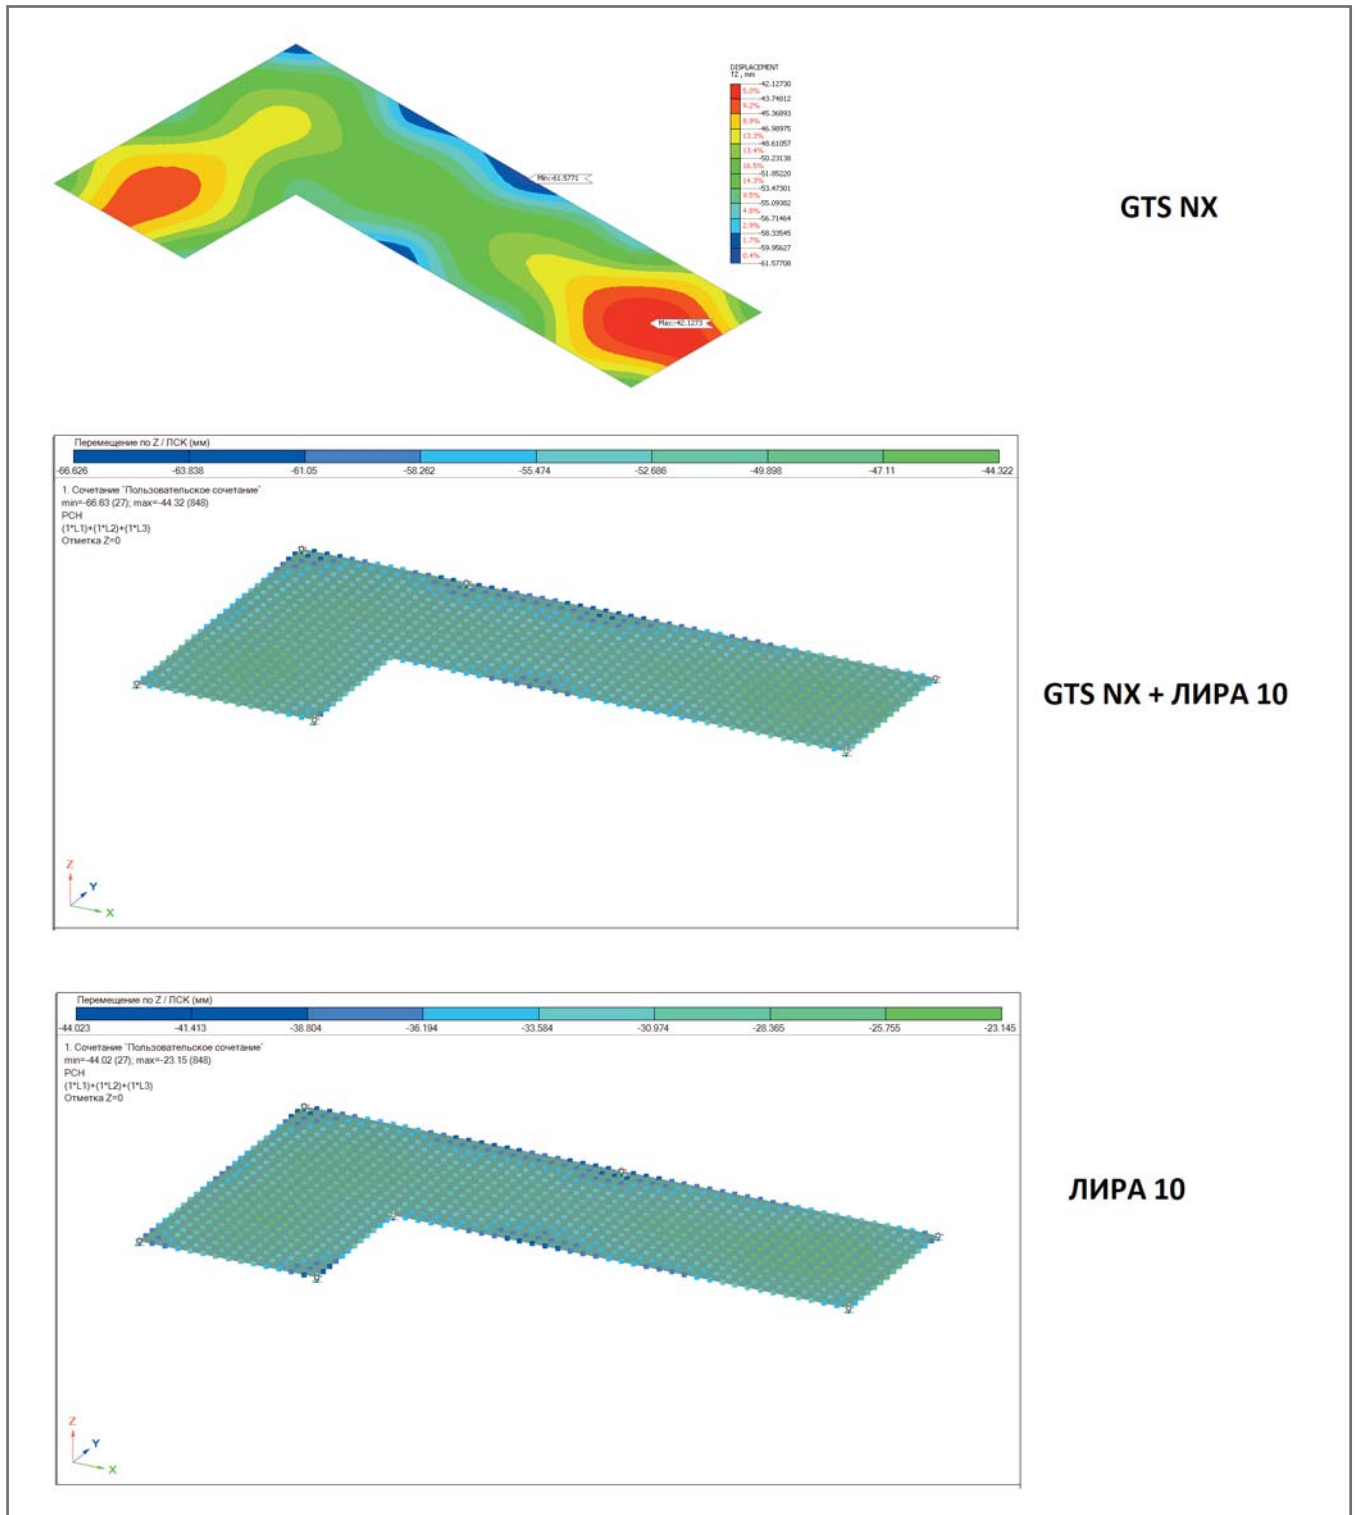 DISPLACEMENT
TZ , mm
-42.12730
5.0%
-43.74812
9.2%
-45.36893
8.9%
-46.98975
13.3%
-48.61057
13.4%
-50.23138
16.5%
-51.85220
14.3%
-53.47301
9.5%
-55.09382
4.8%
-56.71464
2.9%
-58.33545
1.7%
-59.95627
0.4%
-61.57708
Min:-61.5771
Max:-42.1273
GTS NX
Перемещение по Z / ЛСК (мм)
-66.626 -63.838 -61.05 -58.262 -55.474 -52.686 -49.898 -47.11 -44.322
1. Сочетание `Пользовательское сочетание`
min=-66.63 (27); max=-44.32 (848)
РСН
(1*L1)+(1*L2)+(1*L3)
Отметка Z=0
Z
Y
X
GTS NX + ЛИРА 10
Перемещение по Z / ЛСК (мм)
-44.023 -41.413 -38.804 -36.194 -33.584 -30.974 -28.365 -25.755 -23.145
1. Сочетание `Пользовательское сочетание`
min=-44.02 (27); max=-23.15 (848)
РСН
(1*L1)+(1*L2)+(1*L3)
Отметка Z=0
Z
Y
X
ЛИРА 10